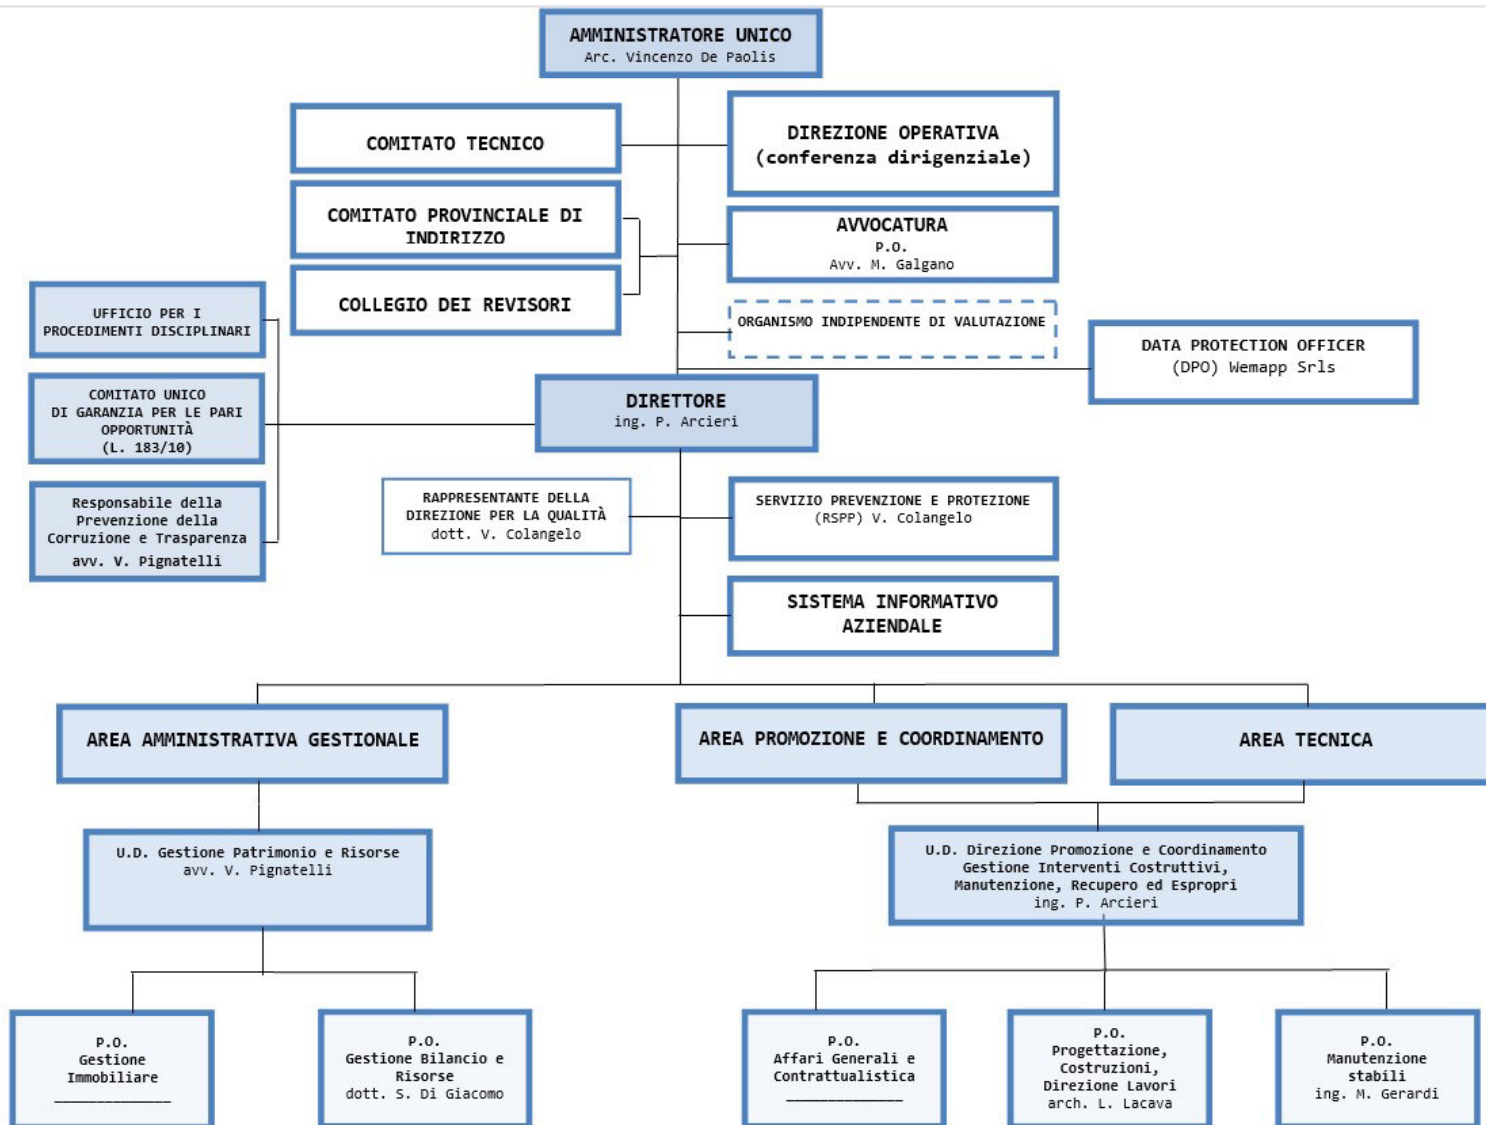 AMMINISTRATORE UNICO
Arc. Vincenzo De Paolis
COMITATO TECNICO
DIREZIONE OPERATIVA
(conferenza dirigenziale)
COMITATO PROVINCIALE DI
INDIRIZZO
AVVOCATURA
P.O.
Avv. M. Galgano
COLLEGIO DEI REVISORI
ORGANISMO INDIPENDENTE DI VALUTAZIONE
UFFICIO PER I
PROCEDIMENTI DISCIPLINARI
DATA PROTECTION OFFICER
(DPO) Wemapp Srls
COMITATO UNICO
DI GARANZIA PER LE PARI
OPPORTUNITÀ
(L. 183/10)
DIRETTORE
ing. P. Arcieri
Responsabile della
Prevenzione della
Corruzione e Trasparenza
avv. V. Pignatelli
RAPPRESENTANTE DELLA
DIREZIONE PER LA QUALITÀ
dott. V. Colangelo
SERVIZIO PREVENZIONE E PROTEZIONE
(RSPP) V. Colangelo
SISTEMA INFORMATIVO
AZIENDALE
AREA AMMINISTRATIVA GESTIONALE
AREA PROMOZIONE E COORDINAMENTO
AREA TECNICA
U.D. Gestione Patrimonio e Risorse
avv. V. Pignatelli
U.D. Direzione Promozione e Coordinamento
Gestione Interventi Costruttivi,
Manutenzione, Recupero ed Espropri
ing. P. Arcieri
P.O.
Gestione
Immobiliare
P.O.
Gestione Bilancio e
Risorse
dott. S. Di Giacomo
P.O.
Affari Generali e
Contrattualistica
P.O.
Progettazione,
Costruzioni,
Direzione Lavori
arch. L. Lacava
P.O.
Manutenzione
stabili
ing. M. Gerardi